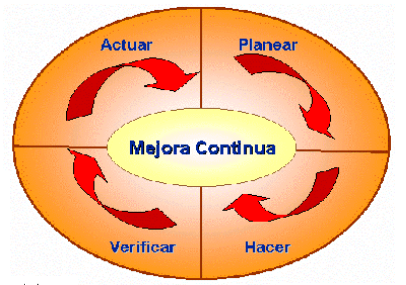 Actuar
Planear
Mejora Continua
Verificar
Hacer